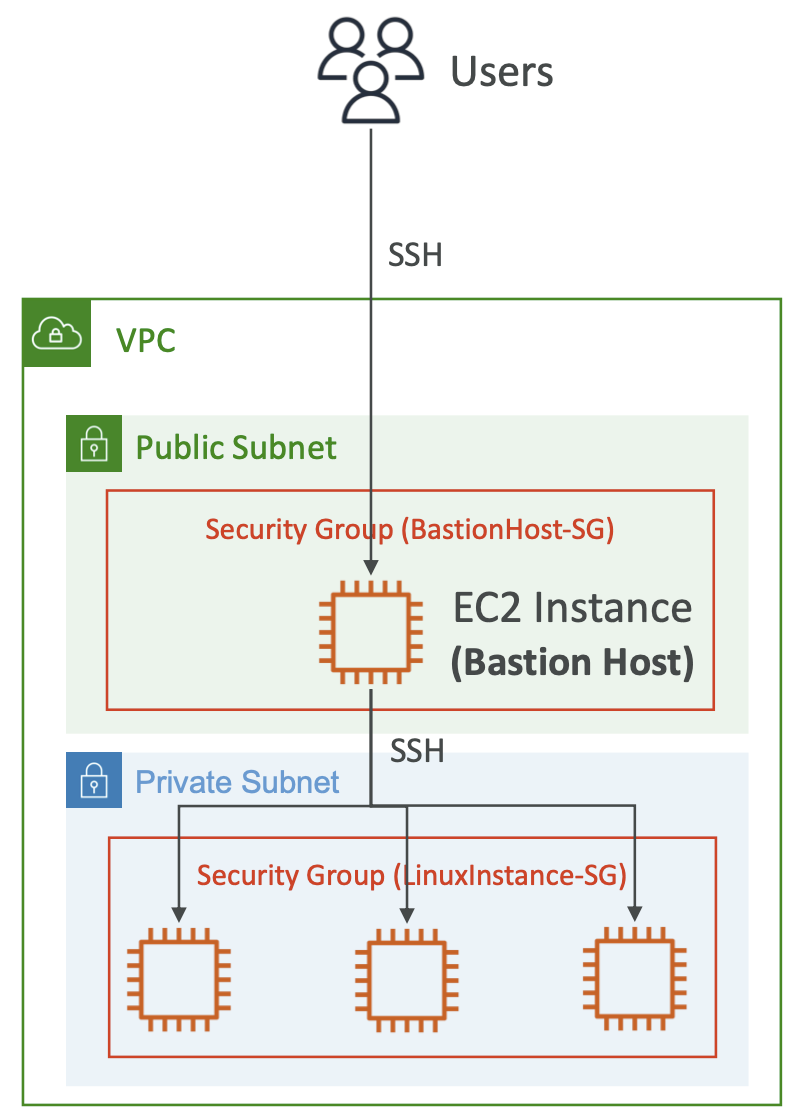 Users
SSH
VPC
Public Subnet
Security Group (BastionHost-SG)
EC2 Instance
(Bastion Host)
SSH
Private Subnet
Security Group (LinuxInstance-SG)